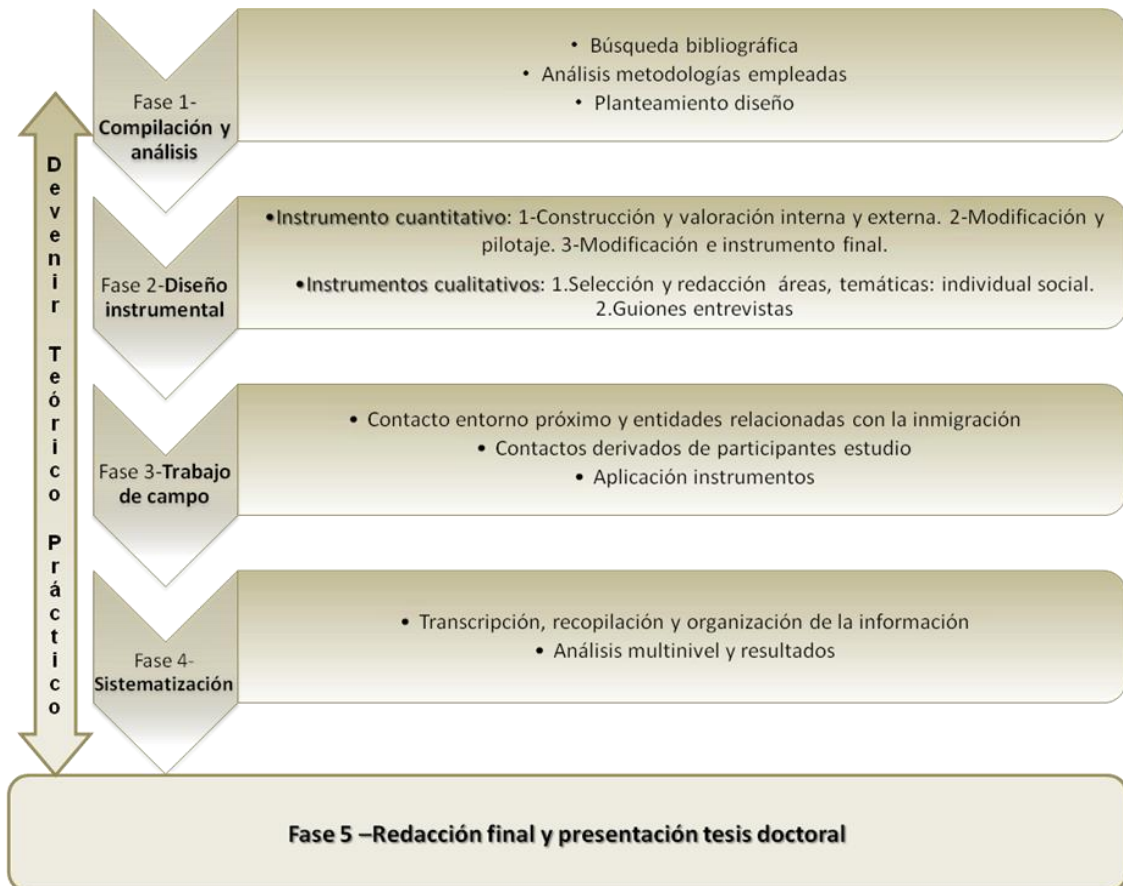 Fase 1-
Compilación y
análisis
• Búsqueda bibliográfica
• Análisis metodologías empleadas
• Planteamiento diseño
Devenir Teórico Práctico
Fase 2-Diseño
instrumental
•Instrumento cuantitativo: 1-Construcción y valoración interna y externa. 2-Modificación y
pilotaje. 3-Modificación e instrumento final.
•Instrumentos cualitativos: 1.Selección y redacción áreas, temáticas: individual social.
2.Guiones entrevistas
Fase 3-Trabajo
de campo
• Contacto entorno próximo y entidades relacionadas con la inmigración
• Contactos derivados de participantes estudio
• Aplicación instrumentos
Fase 4-
Sistematización
• Transcripción, recopilación y organización de la información
• Análisis multinivel y resultados
Fase 5 –Redacción final y presentación tesis doctoral